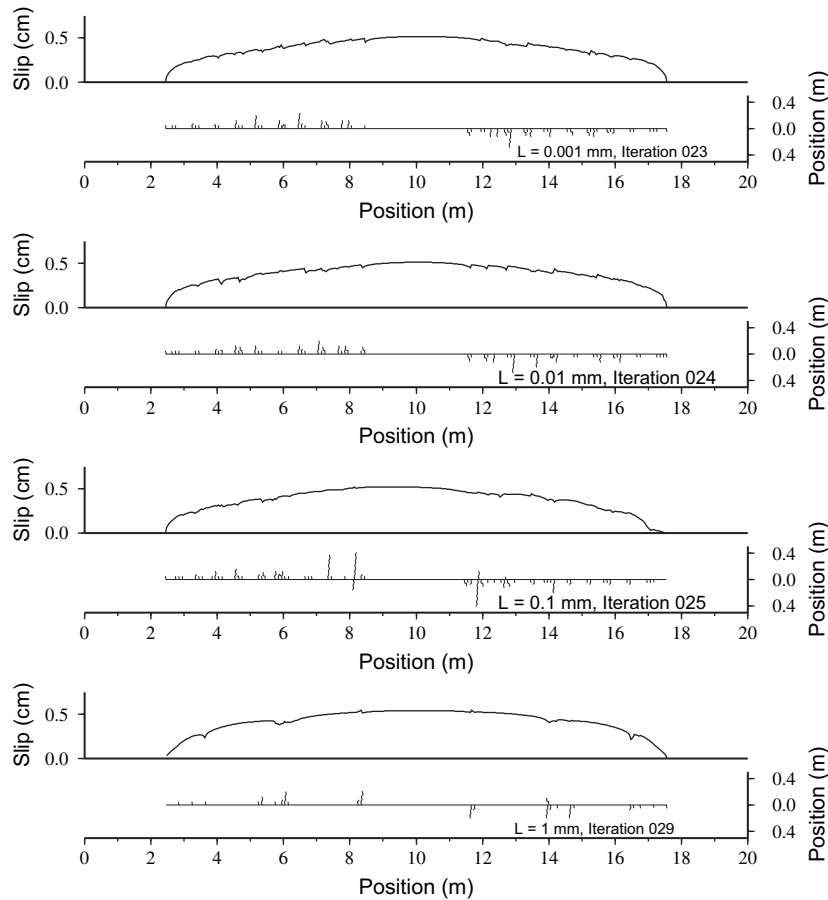 Slip (cm)
0.5
0.0
0.4
0.0
0.4
Position (m)
L = 0.001 mm, Iteration 023
0 2 4 6 8 10 12 14 16 18 20
Position (m)
Slip (cm)
0.5
0.0
0.4
0.0
0.4
Position (m)
L = 0.01 mm, Iteration 024
0 2 4 6 8 10 12 14 16 18 20
Position (m)
Slip (cm)
0.5
0.0
0.4
0.0
0.4
Position (m)
L = 0.1 mm, Iteration 025
0 2 4 6 8 10 12 14 16 18 20
Position (m)
Slip (cm)
0.5
0.0
0.4
0.0
0.4
Position (m)
L = 1 mm, Iteration 029
0 2 4 6 8 10 12 14 16 18 20
Position (m)